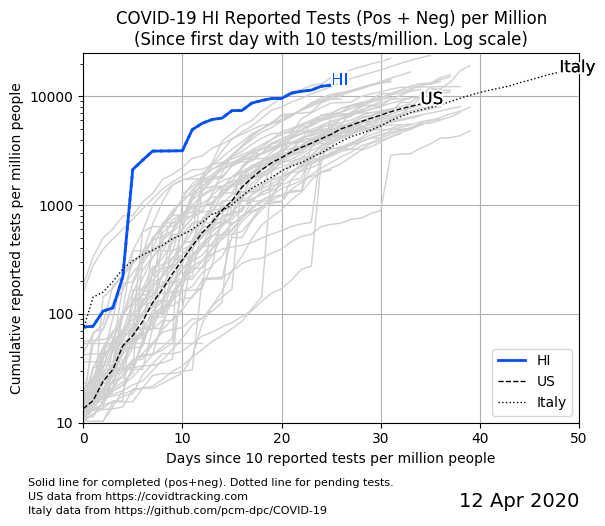 COVID-19 HI Reported Tests (Pos + Neg) per Million
(Since first day with 10 tests/million. Log scale)
Cumulative reported tests per million people
10000
1000
100
10
HI
US
Italy
HI
US
Italy
0 10 20 30 40 50
Days since 10 reported tests per million people
Solid line for completed (pos+neg). Dotted line for pending tests.
US data from https://covidtracking.com
Italy data from https://github.com/pcm-dpc/COVID-19
12 Apr 2020